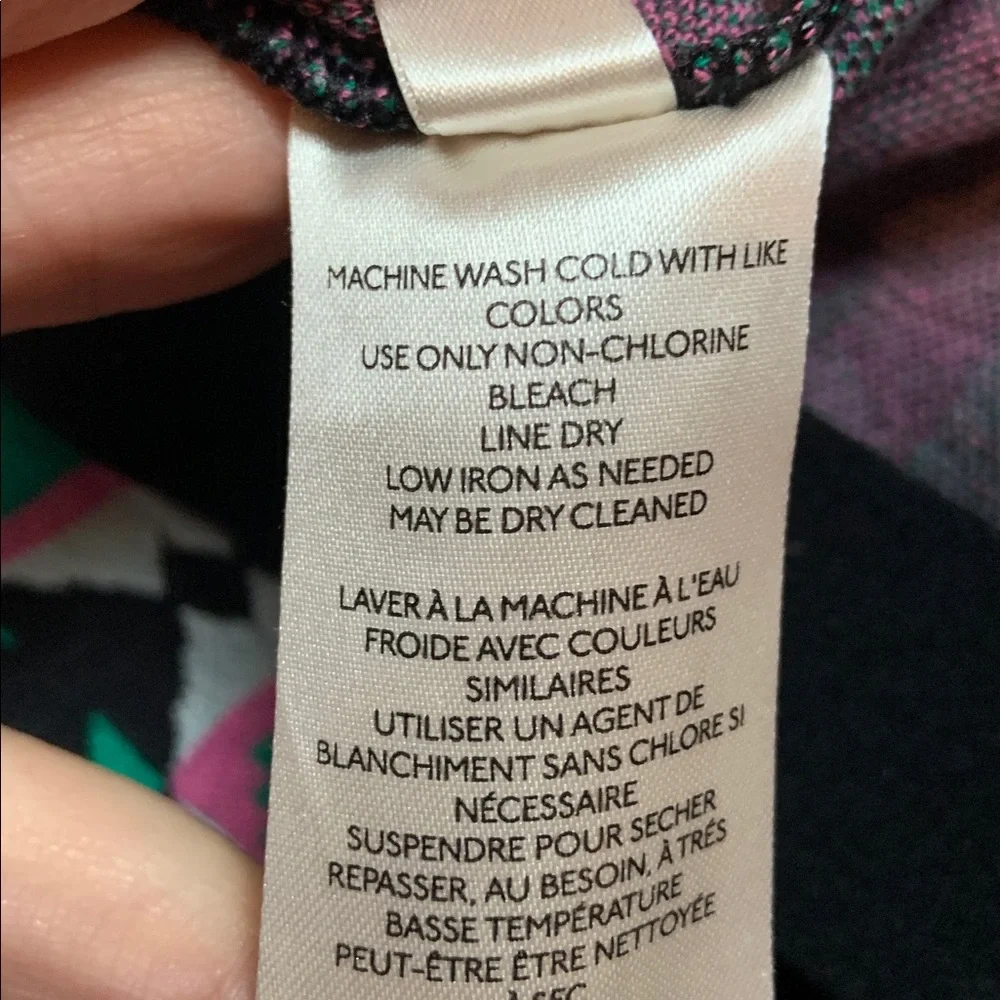 MACHINE WASH COLD WITH LIKE
COLORS
USE ONLY NON-CHLORINE
BLEACH
LINE DRY
LOW IRON AS NEEDED
MAY BE DRY CLEANED
LAVER À LA MACHINE À L'EAU
FROIDE AVEC COULEURS
SIMILAIRES
UTILISER UN AGENT DE
BLANCHIMENT SANS CHLORE SI
NÉCESSAIRE
SUSPENDRE POUR SECHER
REPASSER, AU BESOIN, À TRÉS
BASSE TEMPÉRATURE
PEUT-ÊTRE ÊTRE NETTOYÉE
À SEC